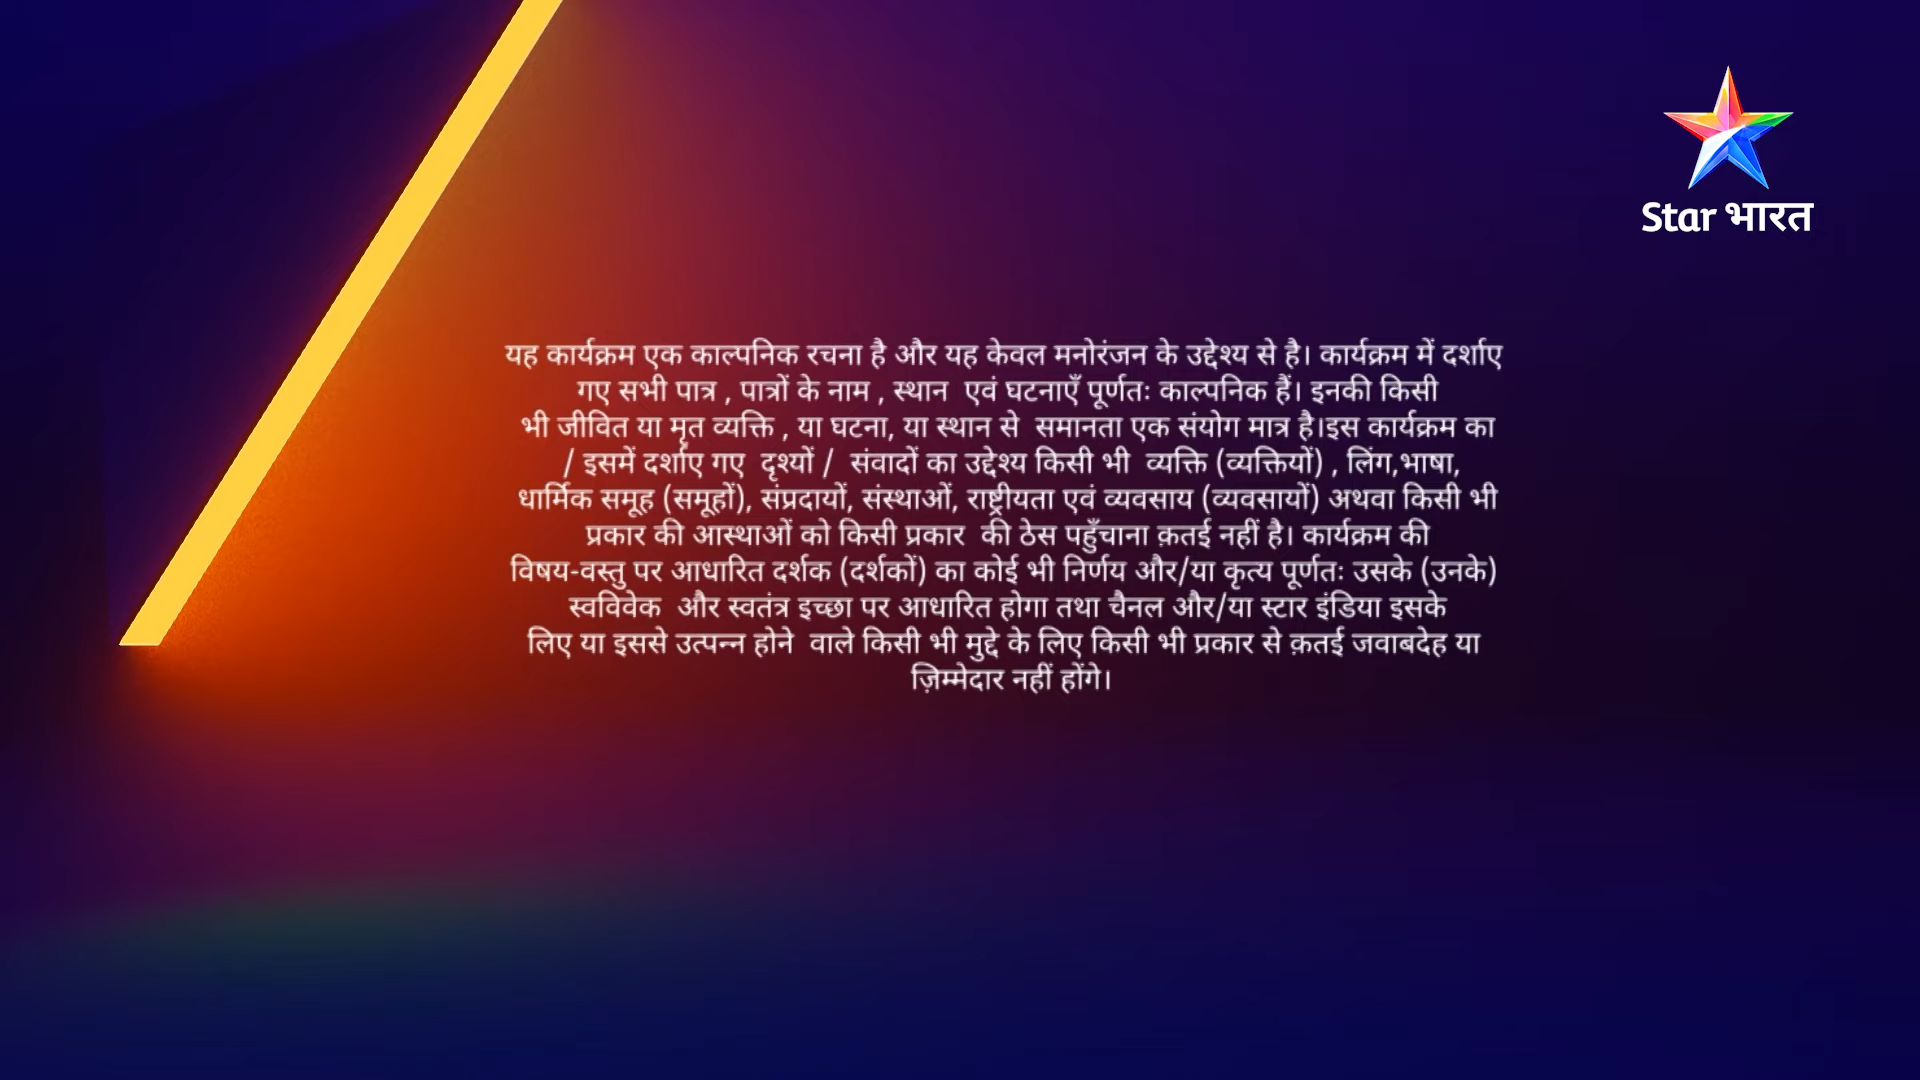 Star भारत
यह कार्यक्रम एक काल्पनिक रचना है और यह केवल मनोरंजन के उद्देश्य से है। कार्यक्रम में दर्शाए
गए सभी पात्र , पात्रों के नाम , स्थान एवं घटनाएँ पूर्णतः काल्पनिक हैं। इनकी किसी
भी जीवित या मृत व्यक्ति , या घटना, या स्थान से समानता एक संयोग मात्र है।इस कार्यक्रम का
/ इसमें दर्शाए गए दृश्यों / संवादों का उद्देश्य किसी भी व्यक्ति (व्यक्तियों) , लिंग,भाषा,
धार्मिक समूह (समूहों), संप्रदायों, संस्थाओं, राष्ट्रीयता एवं व्यवसाय (व्यवसायों) अथवा किसी भी
प्रकार की आस्थाओं को किसी प्रकार की ठेस पहुँचाना क़तई नहीं है। कार्यक्रम की
विषय-वस्तु पर आधारित दर्शक (दर्शकों) का कोई भी निर्णय और/या कृत्य पूर्णतः उसके (उनके)
स्वविवेक और स्वतंत्र इच्छा पर आधारित होगा तथा चैनल और/या स्टार इंडिया इसके
लिए या इससे उत्पन्न होने वाले किसी भी मुद्दे के लिए किसी भी प्रकार से क़तई जवाबदेह या
ज़िम्मेदार नहीं होंगे।